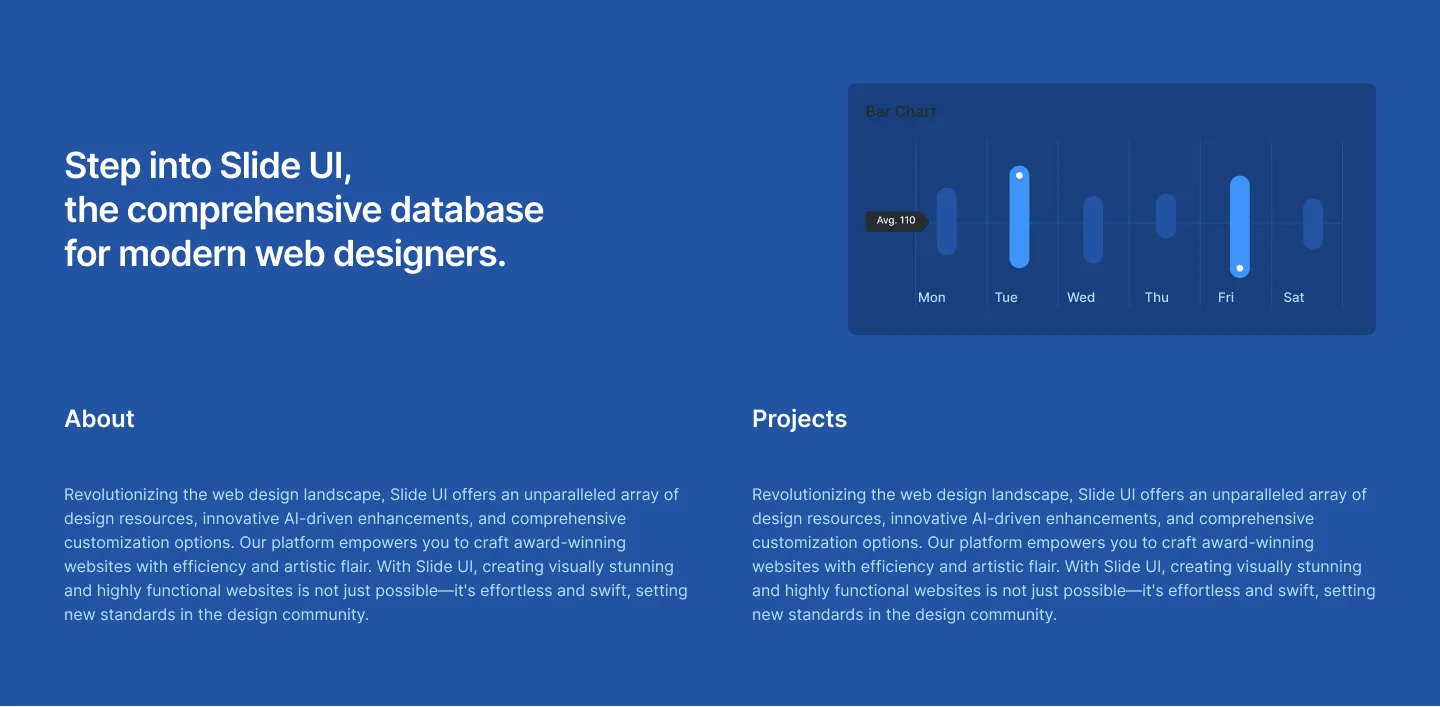 Step into Slide UI,
the comprehensive database
for modern web designers.
Bar Chart
Avg. 110
Mon Tue Wed Thu Fri Sat
About
Revolutionizing the web design landscape, Slide UI offers an unparalleled array of
design resources, innovative AI-driven enhancements, and comprehensive
customization options. Our platform empowers you to craft award-winning
websites with efficiency and artistic flair. With Slide UI, creating visually stunning
and highly functional websites is not just possible—it's effortless and swift, setting
new standards in the design community.
Projects
Revolutionizing the web design landscape, Slide UI offers an unparalleled array of
design resources, innovative AI-driven enhancements, and comprehensive
customization options. Our platform empowers you to craft award-winning
websites with efficiency and artistic flair. With Slide UI, creating visually stunning
and highly functional websites is not just possible—it's effortless and swift, setting
new standards in the design community.